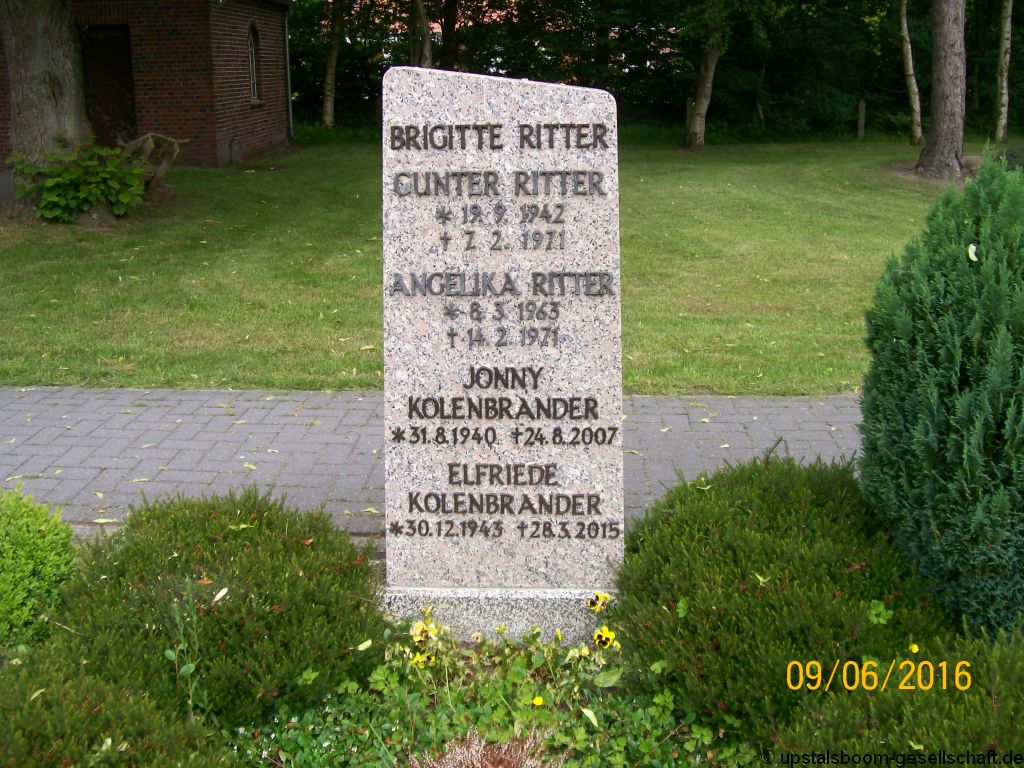 BRIGITTE RITTER
GUNTER RITTER
* 19. 9. 1942
† 7. 2. 1971
ANGELIKA RITTER
* 8. 3. 1963
† 14. 2. 1971
JONNY
KOLENBRANDER
*31.8.1940 †24.8.2007
ELFRIEDE
KOLENBRANDER
*30.12.1943 †28.3.2015
09/06/2016
© upstalsboom-gesellschaft.de